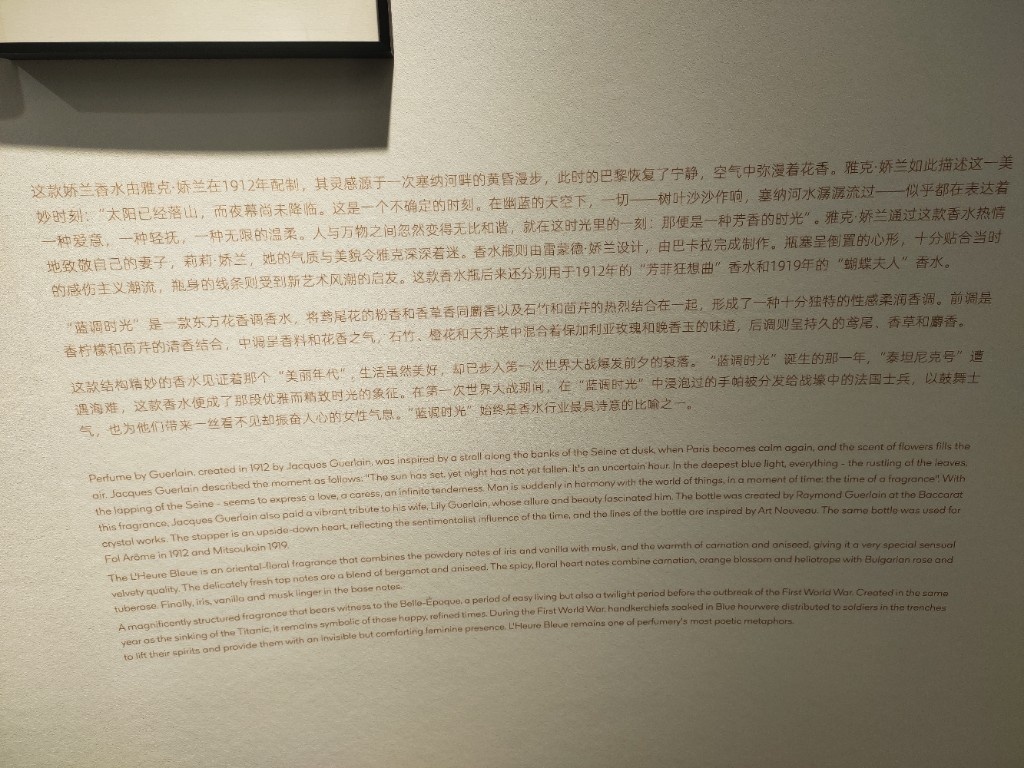 这款娇兰香水由雅克·娇兰在1912年配制，其灵感源于一次塞纳河畔的黄昏漫步，此时的巴黎恢复了宁静，空气中弥漫着花香。雅克·娇兰如此描述这一美
妙时刻：“太阳已经落山，而夜幕尚未降临。这是一个不确定的时刻。在幽蓝的天空下，一切——树叶沙沙作响，塞纳河水潺潺流过——似乎都在表达着
一种爱意，一种轻抚，一种无限的温柔。人与万物之间忽然变得无比和谐，就在这时光里的一刻：那便是一种芳香的时光”。雅克·娇兰通过这款香水热情
地致敬自己的妻子，莉莉·娇兰，她的气质与美貌令雅克深深着迷。香水瓶则由雷蒙德·娇兰设计，由巴卡拉完成制作。瓶塞呈倒置的心形，十分贴合当时
的感伤主义潮流，瓶身的线条则受到新艺术风潮的启发。这款香水瓶后来还分别用于1912年的“芳菲狂想曲”香水和1919年的“蝴蝶夫人”香水。
“蓝调时光”是一款东方花香调香水，将鸢尾花的粉香和香草香同麝香以及石竹和茴芹的热烈结合在一起，形成了一种十分独特的性感柔润香调。前调是
香柠檬和茴芹的清香结合，中调呈香料和花香之气，石竹、橙花和天芥菜中混合着保加利亚玫瑰和晚香玉的味道，后调则呈持久的鸢尾、香草和麝香。
这款结构精妙的香水见证着那个“美丽年代”，生活虽然美好，却已步入第一次世界大战爆发前夕的衰落。“蓝调时光”诞生的那一年，“泰坦尼克号”遭
遇海难，这款香水便成了那段优雅而精致时光的象征。在第一次世界大战期间，在“蓝调时光”中浸泡过的手帕被分发给战壕中的法国士兵，以鼓舞士
气，也为他们带来一丝看不见却振奋人心的女性气息。“蓝调时光”始终是香水行业最具诗意的比喻之一。
Perfume by Guerlain, created in 1912 by Jacques Guerlain, was inspired by a stroll along the banks of the Seine at dusk, when Paris becomes calm again, and the scent of flowers fills the
air. Jacques Guerlain described the moment as follows: "The sun has set, yet night has not yet fallen. It's an uncertain hour. In the deepest blue light, everything - the rustling of the leaves,
the lapping of the Seine - seems to express a love, a caress, an infinite tenderness. Man is suddenly in harmony with the world of things, in a moment of time: the time of a fragrance" With
this fragrance, Jacques Guerlain also paid a vibrant tribute to his wife, Lily Guerlain, whose allure and beauty fascinated him. The bottle was created by Raymond Guerlain at the Baccarat
crystal works. The stopper is an upside-down heart, reflecting the sentimentalist influence of the time, and the lines of the bottle are inspired by Art Nouveau. The same bottle was used for
Fol Arôme in 1912 and Mitsoukoin 1919.
The L'Heure Bleue is an oriental-floral fragrance that combines the powdery notes of iris and vanilla with musk, and the warmth of carnation and aniseed, giving it a very special sensual
velvety quality. The delicately fresh top notes are a blend of bergamot and aniseed. The spicy, floral heart notes combine carnation, orange blossom and heliotrope with Bulgarian rose and
tuberose. Finally, iris, vanilla and musk linger in the base notes.
A magnificently structured fragrance that bears witness to the Belle-Époque, a period of easy living but also a twilight period before the outbreak of the First World War. Created in the same
year as the sinking of the Titanic, it remains symbolic of those happy, refined times. During the First World War, handkerchiefs soaked in Blue hourwere distributed to soldiers in the trenches
to lift their spirits and provide them with an invisible but comforting feminine presence. L'Heure Bleue remains one of perfumery's most poetic metaphors.